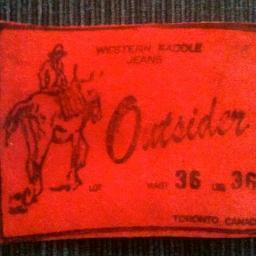 WESTERN SADDLE
JEANS
Outsider
LOT WAIST 36 LEG 36
TORONTO CANADA